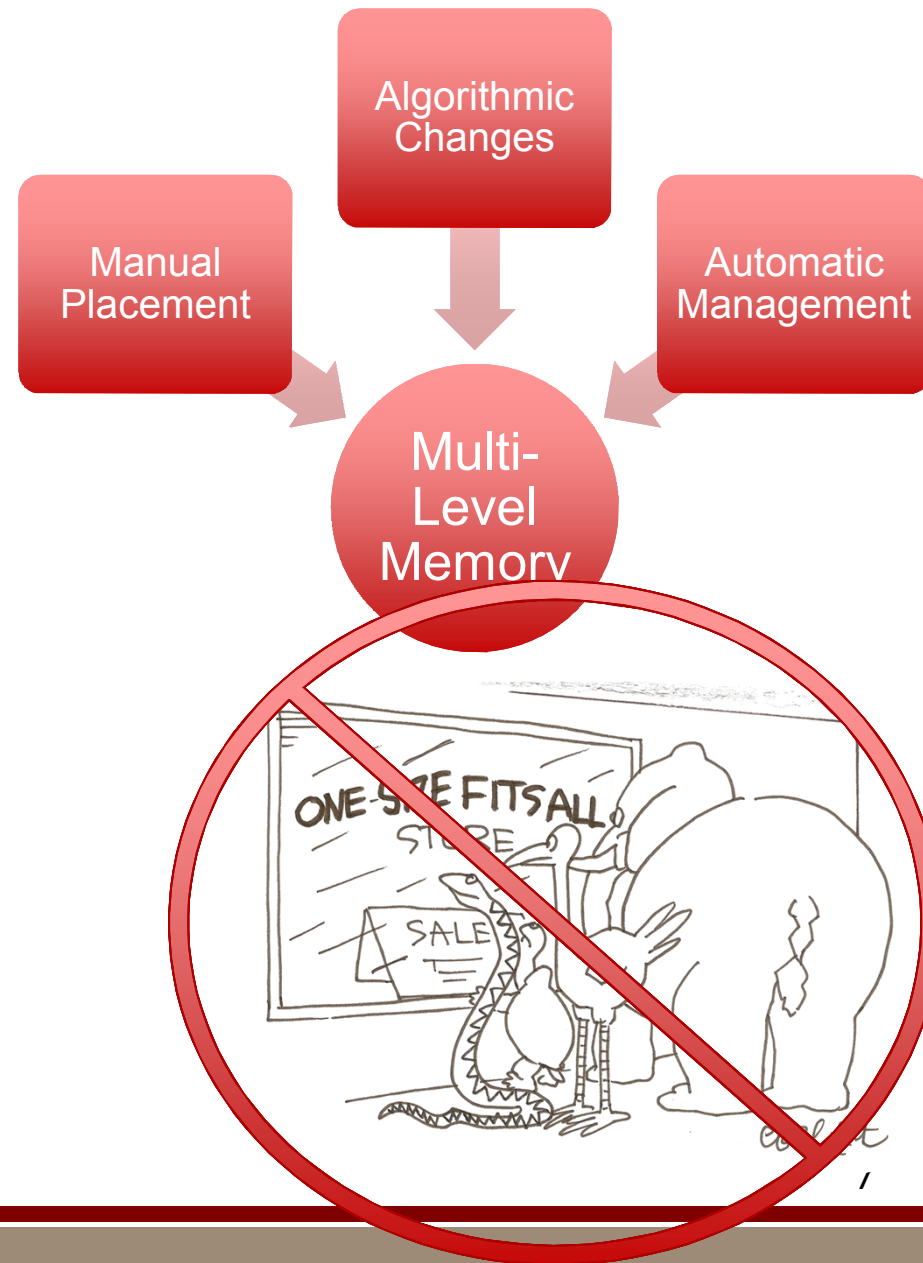 Algorithmic
Changes
Manual
Placement
Automatic
Management
Multi-
Level
Memory
ONE-SIZE FITS ALL
STORE
SALE